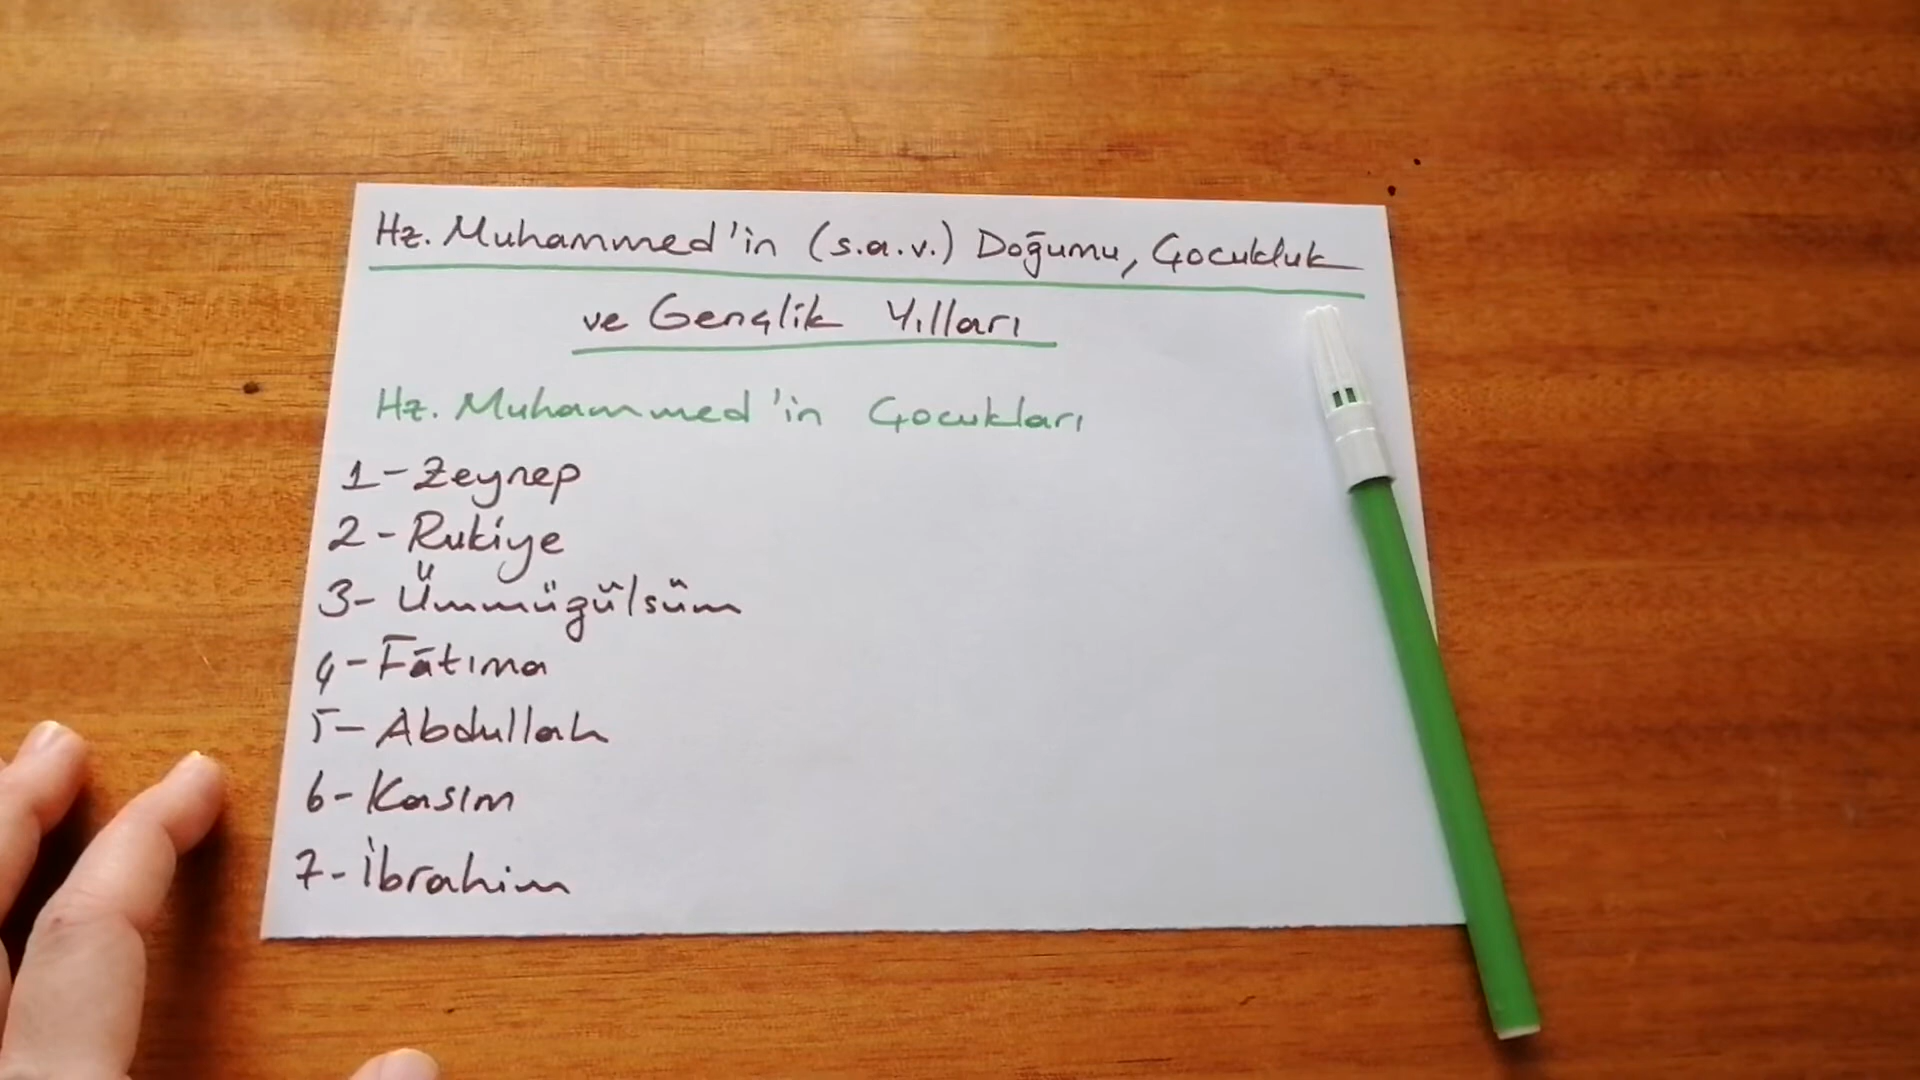 Hz. Muhammed'in (s.a.v.) Doğumu, Çocukluk
ve Gençlik Yılları
Hz. Muhammed'in Çocukları
1- Zeynep
2- Rukiye
3- Ümmügülsüm
4- Fātıma
5- Abdullah
6- Kasım
7- İbrahim